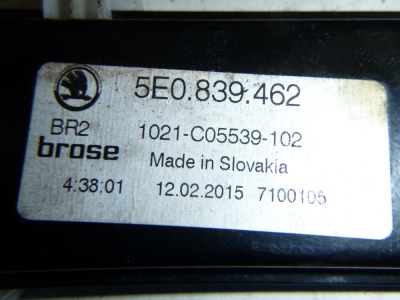 5E0.839.462
BR2 1021-C05539-102
brose Made in Slovakia
4:38:01 12.02.2015 7100105